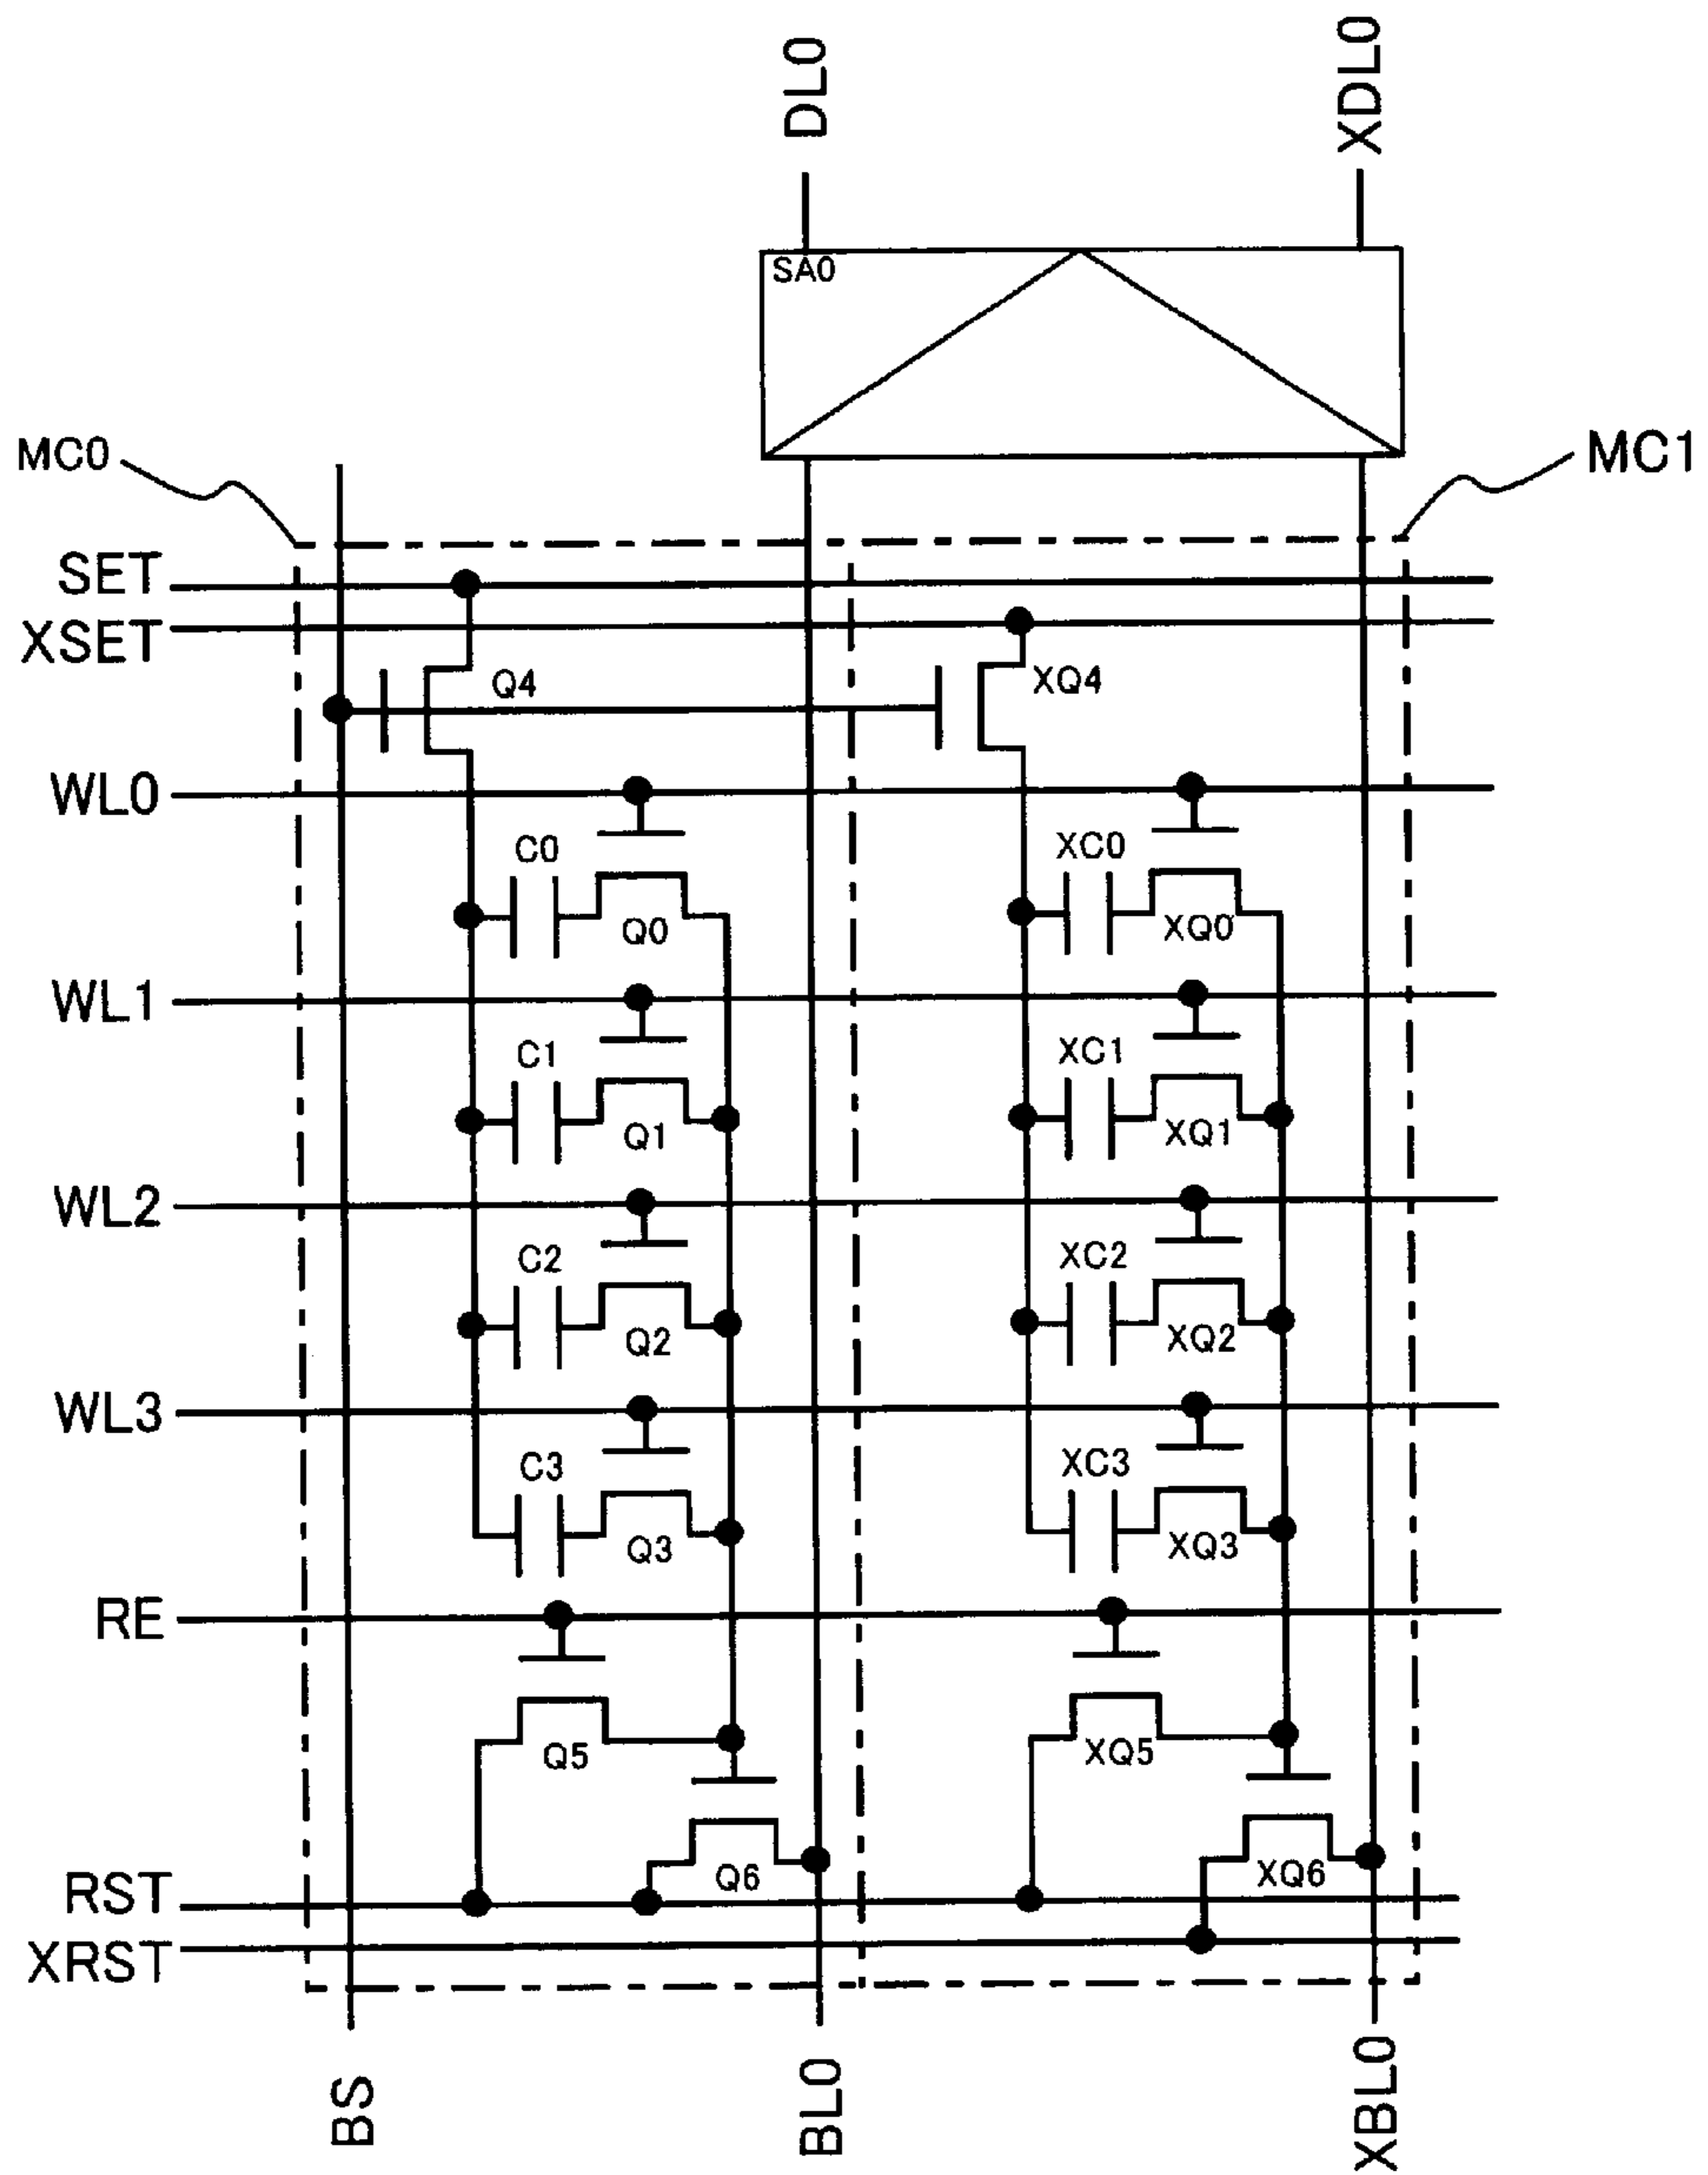 DL0
XDL0
SA0
MC0
MC1
SET
XSET
Q4
XQ4
WL0
C0
XC0
Q0
XQ0
WL1
C1
XC1
Q1
XQ1
WL2
C2
XC2
Q2
XQ2
WL3
C3
XC3
Q3
XQ3
RE
Q5
XQ5
Q6
XQ6
RST
XRST
BS
BL0
XBL0